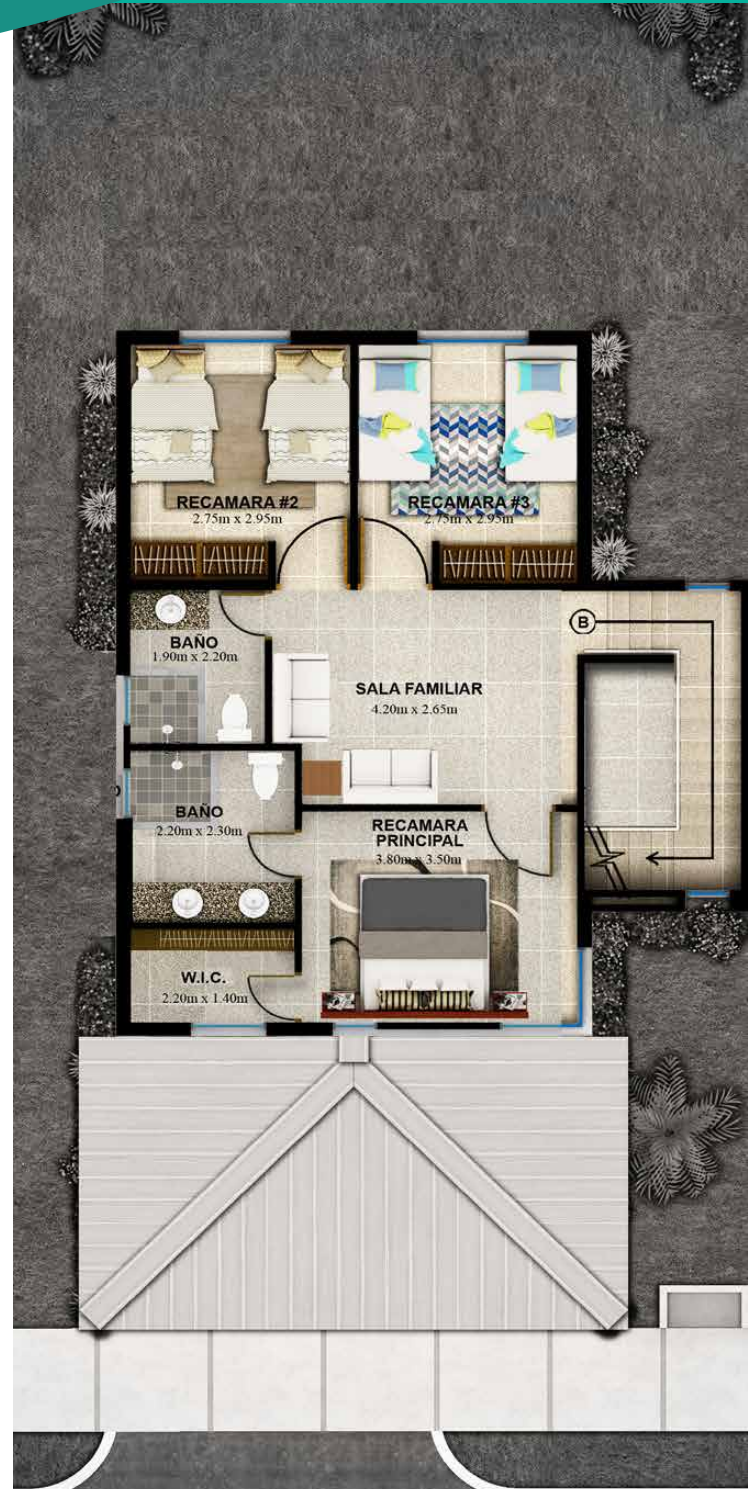 RECAMARA #2
2.75m x 2.95m
RECAMARA #3
2.75m x 2.95m
B
BAÑO
1.90m x 2.20m
SALA FAMILIAR
4.20m x 2.65m
BAÑO
2.20m x 2.30m
RECAMARA
PRINCIPAL
3.80m x 3.50m
W.I.C.
2.20m x 1.40m